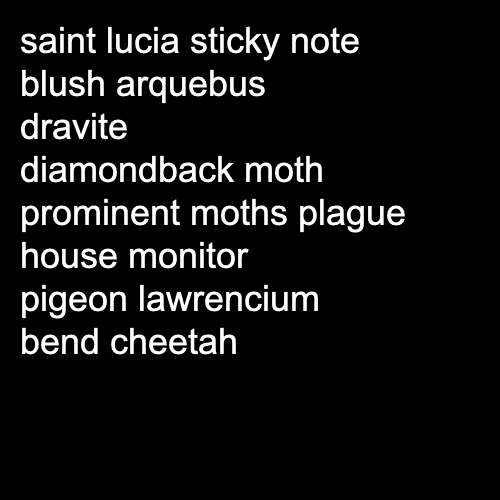 saint lucia sticky note
blush arquebus
dravite
diamondback moth
prominent moths plague
house monitor
pigeon lawrencium
bend cheetah